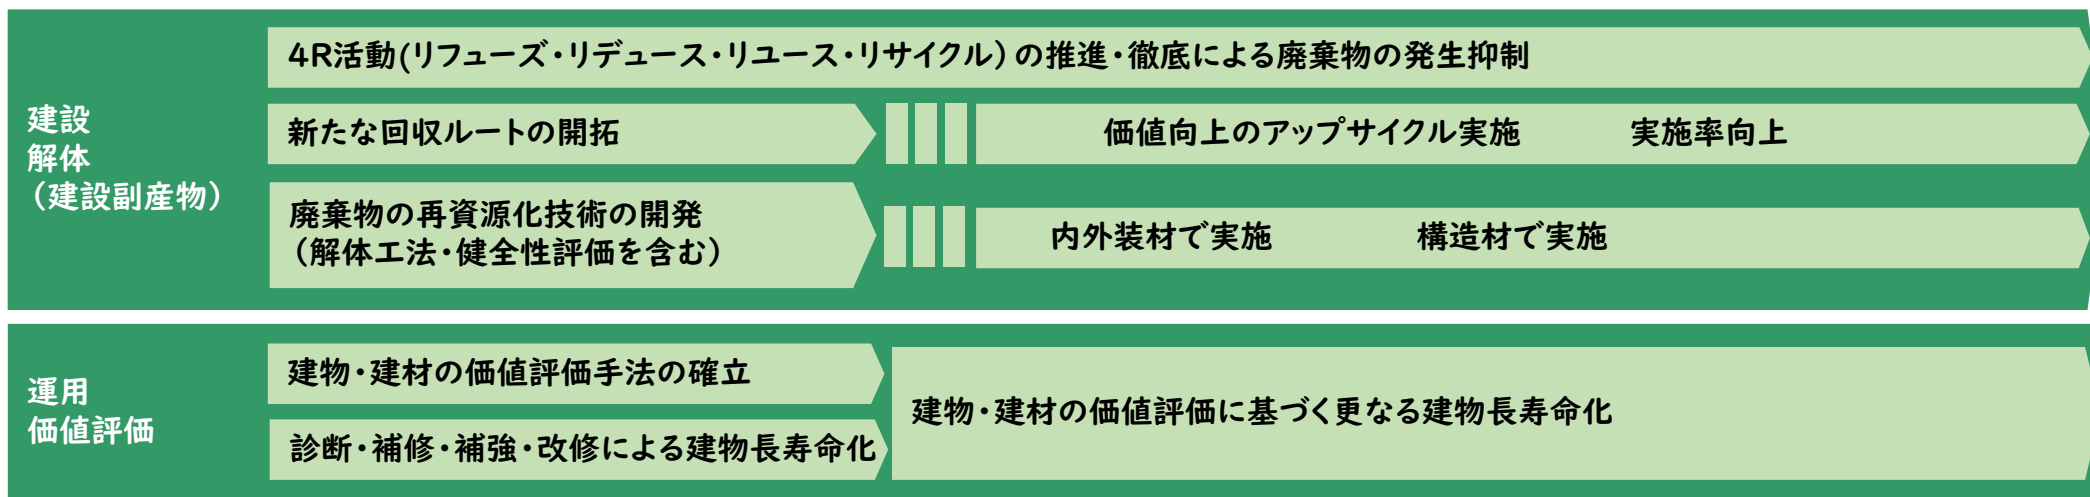 4R活動(リフューズ・リデュース・リユース・リサイクル)の推進・徹底による廃棄物の発生抑制
建設
解体
（建設副産物）
新たな回収ルートの開拓
価値向上のアップサイクル実施
実施率向上
廃棄物の再資源化技術の開発
（解体工法・健全性評価を含む）
内外装材で実施
構造材で実施
運用
価値評価
建物・建材の価値評価手法の確立
診断・補修・補強・改修による建物長寿命化
建物・建材の価値評価に基づく更なる建物長寿命化